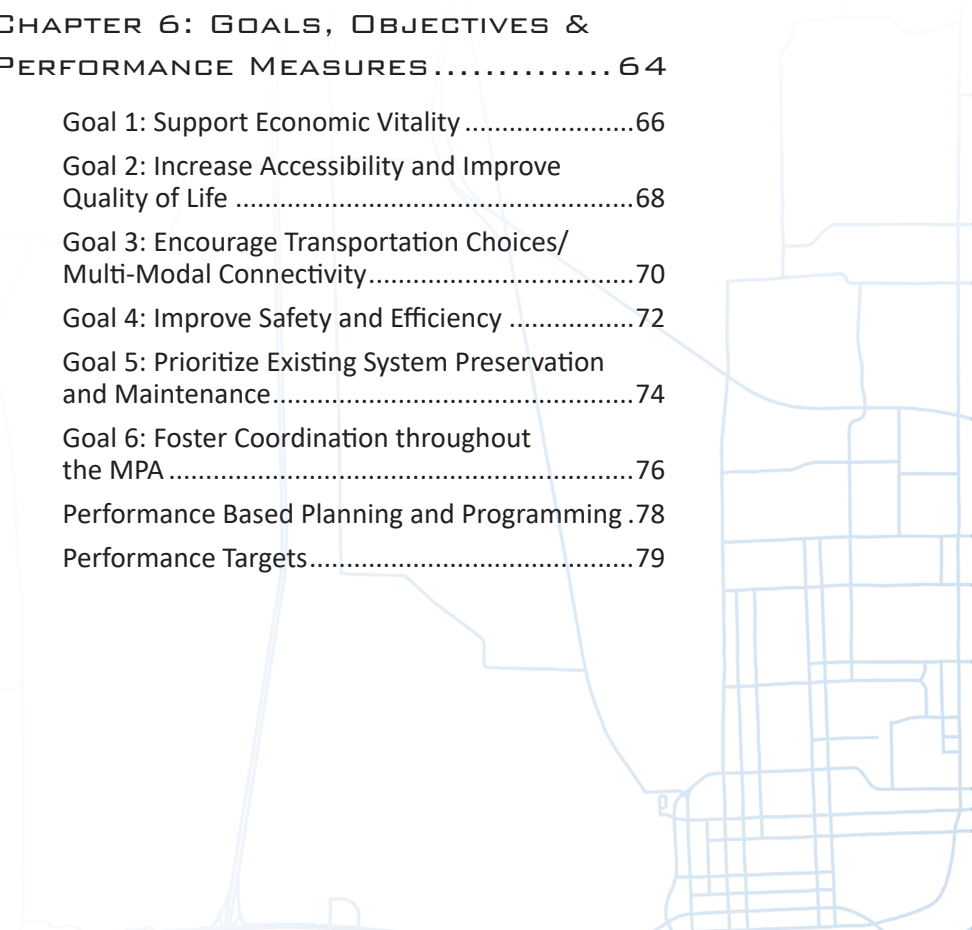 CHAPTER 6: GOALS, OBJECTIVES &
PERFORMANCE MEASURES..............64
Goal 1: Support Economic Vitality.......................66
Goal 2: Increase Accessibility and Improve
Quality of Life .............................................68
Goal 3: Encourage Transportation Choices/
Multi-Modal Connectivity..............................70
Goal 4: Improve Safety and Efficiency .................72
Goal 5: Prioritize Existing System Preservation
and Maintenance.........................................74
Goal 6: Foster Coordination throughout
the MPA.....................................................76
Performance Based Planning and Programming .78
Performance Targets.....................................79